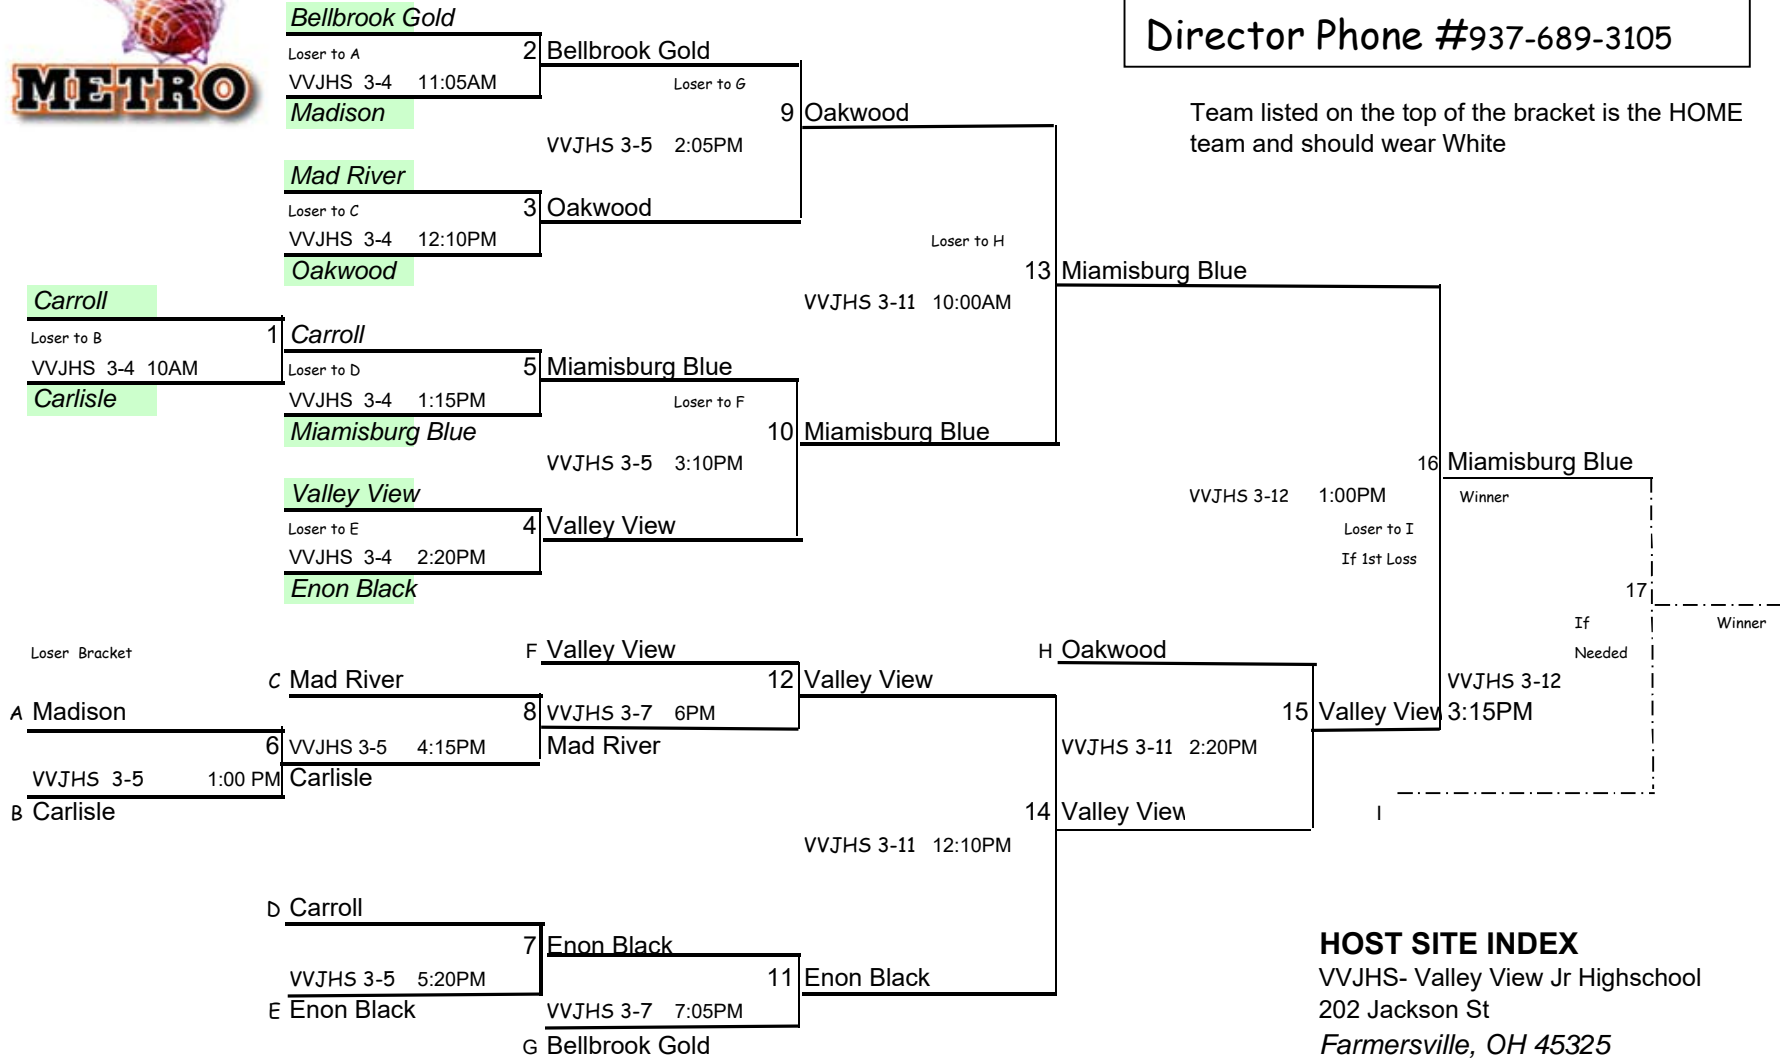 METRO
Director Phone #937-689-3105
Team listed on the top of the bracket is the HOME
team and should wear White
Bellbrook Gold
Loser to A
2 Bellbrook Gold
VVJHS 3-4 11:05AM
Loser to G
Madison
9 Oakwood
VVJHS 3-5 2:05PM
Mad River
Loser to C
3 Oakwood
VVJHS 3-4 12:10PM
Loser to H
Oakwood
13 Miamisburg Blue
Carroll
VVJHS 3-11 10:00AM
Loser to B
1 Carroll
VVJHS 3-4 10AM
Loser to D
5 Miamisburg Blue
Carlisle
VVJHS 3-4 1:15PM
Loser to F
Miamisburg Blue
10 Miamisburg Blue
VVJHS 3-5 3:10PM
16 Miamisburg Blue
Valley View
VVJHS 3-12 1:00PM
Winner
Loser to E
4 Valley View
Loser to I
VVJHS 3-4 2:20PM
If 1st Loss
Enon Black
17
If
Needed
Winner
Loser Bracket
F Valley View
H Oakwood
C Mad River
12 Valley View
VVJHS 3-12
A Madison
8 VVJHS 3-7 6PM
15 Valley View 3:15PM
6 VVJHS 3-5 4:15PM
Mad River
VVJHS 3-11 2:20PM
VVJHS 3-5 1:00 PM
Carlisle
B Carlisle
14 Valley View
I
VVJHS 3-11 12:10PM
D Carroll
7 Enon Black
VVJHS 3-5 5:20PM
11 Enon Black
E Enon Black
VVJHS 3-7 7:05PM
G Bellbrook Gold
HOST SITE INDEX
VVJHS- Valley View Jr Highschool
202 Jackson St
Farmersville, OH 45325